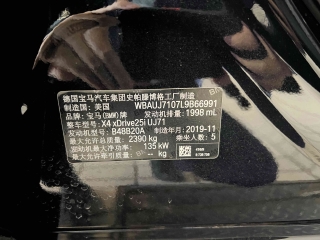 德国宝马汽车集团史帕滕博格工厂制造
制造国：美国 WBAUJ7107L9B66991
品牌：宝马(BMW)牌 发动机排量：1998 mL
整车型号：X4 xDrive25i UJ71
发动机型号：B48B20A 制造年月：2019-11
最大允许总质量：2390 kg 乘坐人数：5
发动机最大净功率：135 kW
最大允许牵引质量：- kg